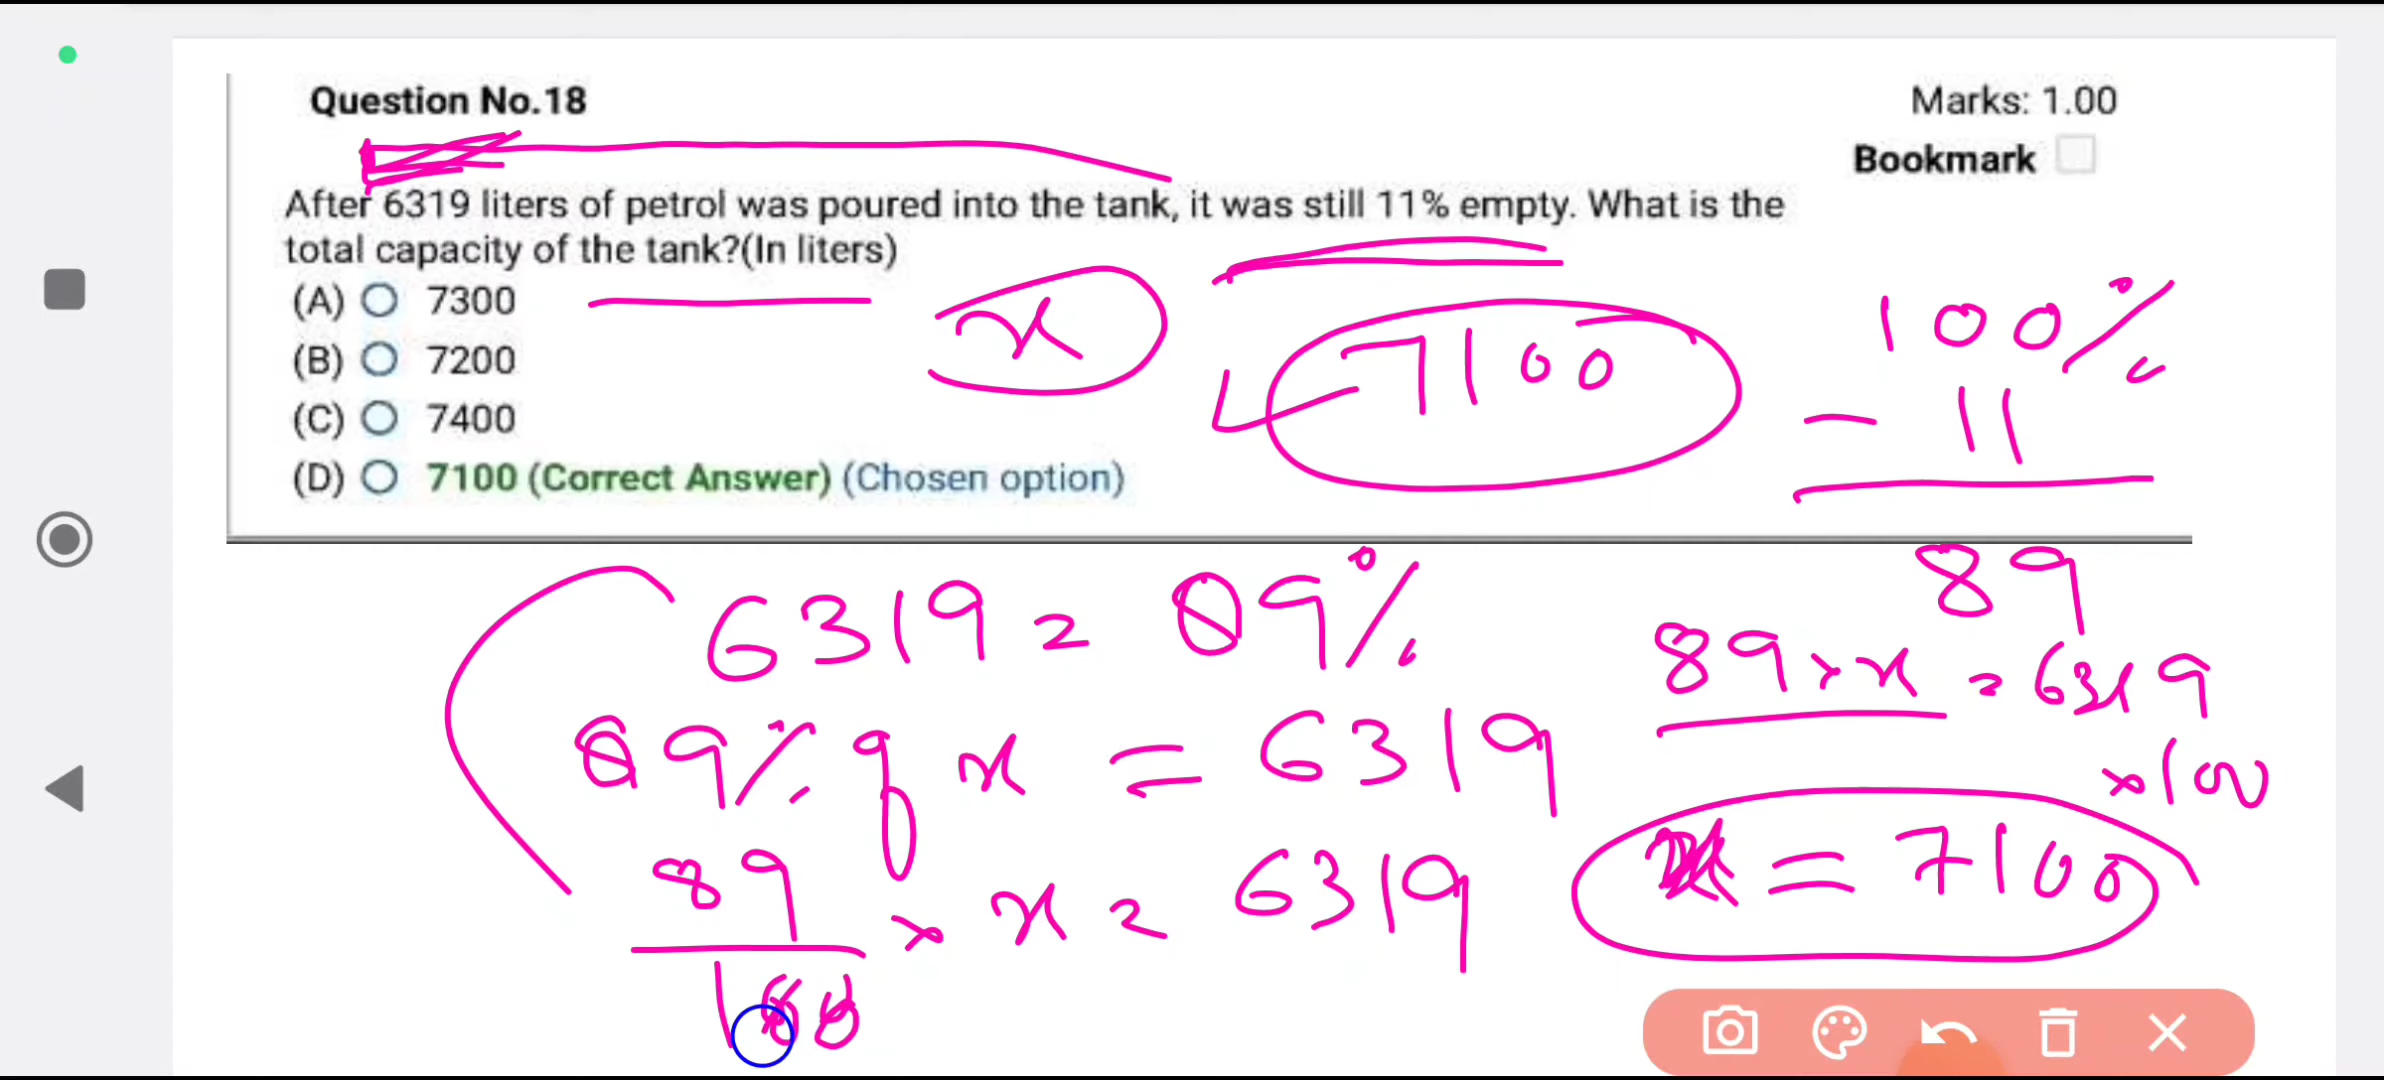 Question No.18
Marks: 1.00
Bookmark
After 6319 liters of petrol was poured into the tank, it was still 11% empty. What is the
total capacity of the tank?(In liters)
(A) 7300
(B) 7200
(C) 7400
(D) 7100 (Correct Answer) (Chosen option)
x
7100
100%
- 11
89
6319 = 89%
89% of x = 6319
89/100 × x = 6319
89 × x = 6319
×100
x = 7100